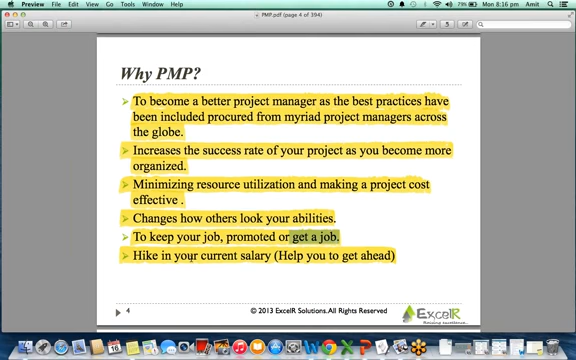 Preview File Edit View Go Tools Window Help 79% Mon 8:16 pm Amit
PMP.pdf (page 4 of 394)
Why PMP?
To become a better project manager as the best practices have
been included procured from myriad project managers across
the globe.
Increases the success rate of your project as you become more
organized.
Minimizing resource utilization and making a project cost
effective .
Changes how others look your abilities.
To keep your job, promoted or get a job.
Hike in your current salary (Help you to get ahead)
4
© 2013 ExcelR Solutions.All Rights Reserved
ExcelR